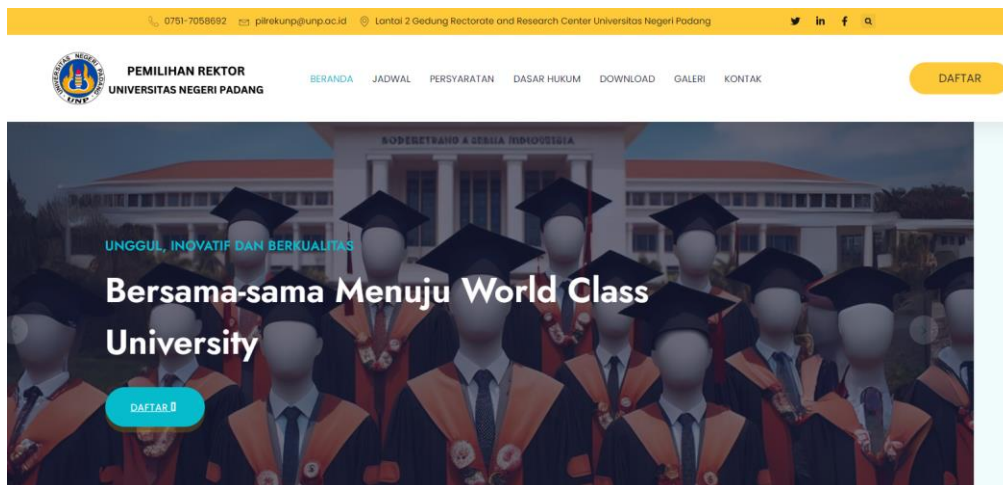 0751-7058692 pilrekunp@unp.ac.id Lantai 2 Gedung Rectorate and Research Center Universitas Negeri Padang
PEMILIHAN REKTOR
UNIVERSITAS NEGERI PADANG
UNP
BERANDA JADWAL PERSYARATAN DASAR HUKUM DOWNLOAD GALERI KONTAK
DAFTAR
UNGGUL, INOVATIF DAN BERKUALITAS
Bersama-sama Menuju World Class
University
DAFTAR